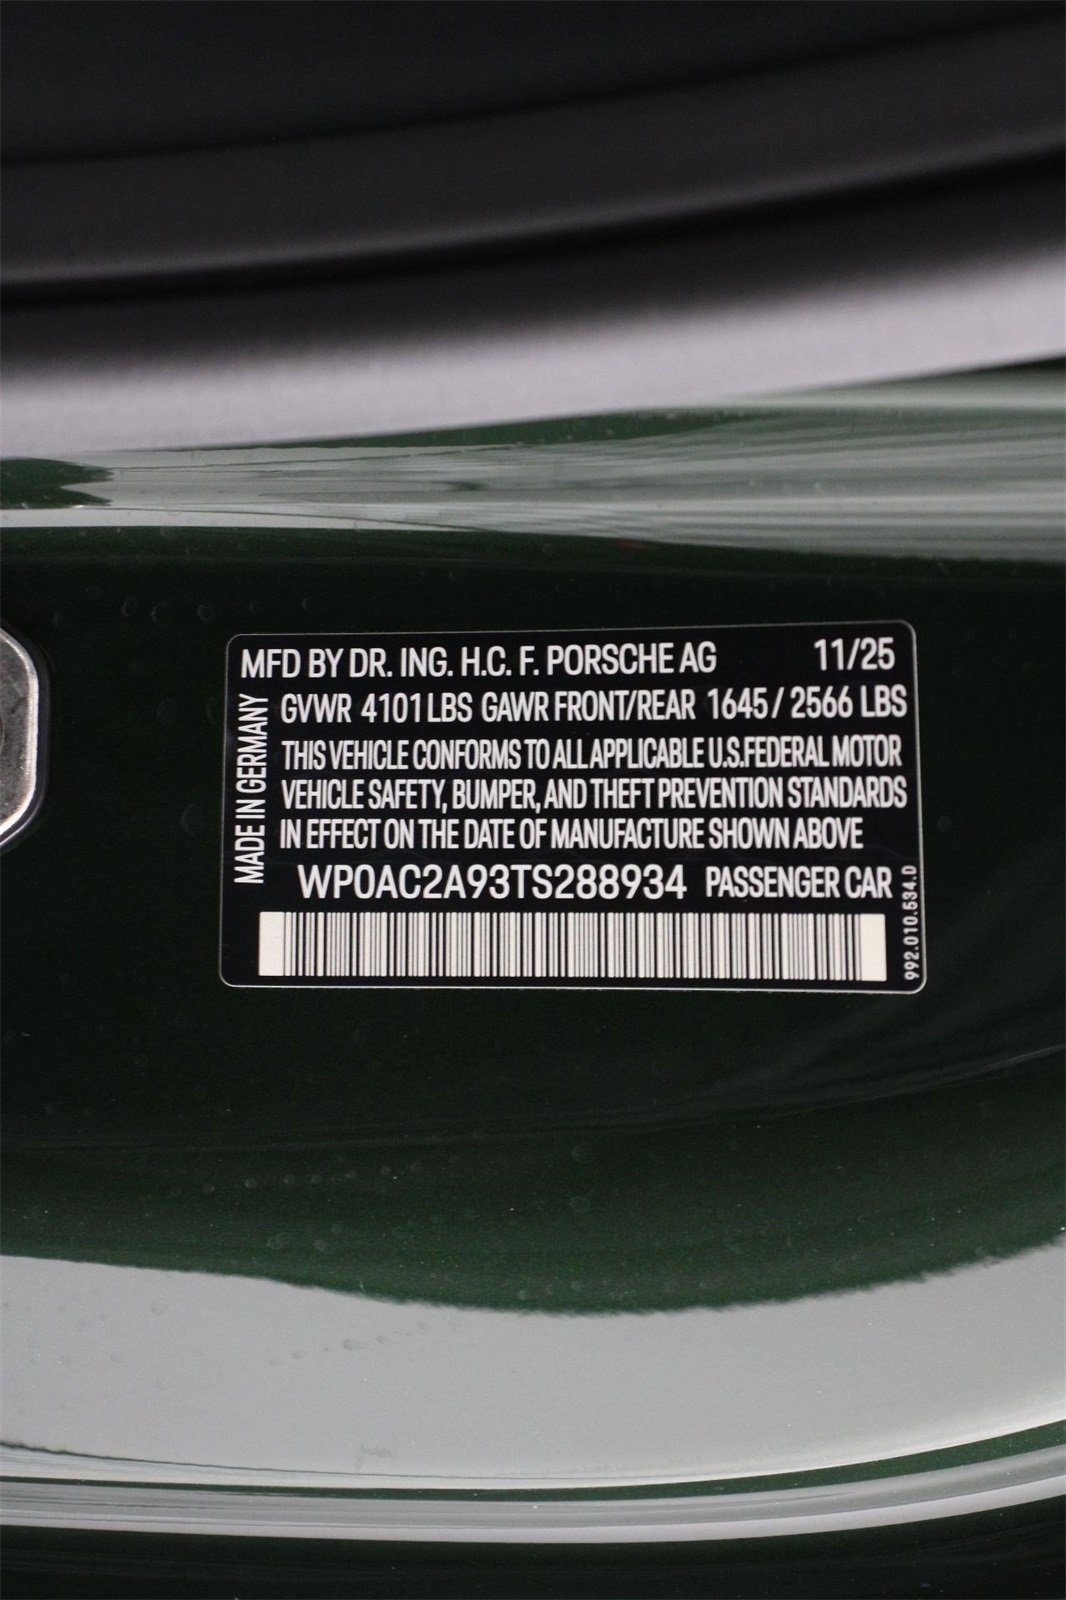 MFD BY DR. ING. H.C. F. PORSCHE AG 11/25
GVWR 4101 LBS GAWR FRONT/REAR 1645 / 2566 LBS
THIS VEHICLE CONFORMS TO ALL APPLICABLE U.S.FEDERAL MOTOR
VEHICLE SAFETY, BUMPER, AND THEFT PREVENTION STANDARDS
IN EFFECT ON THE DATE OF MANUFACTURE SHOWN ABOVE
WP0AC2A93TS288934 PASSENGER CAR
MADE IN GERMANY
992.010.534.D